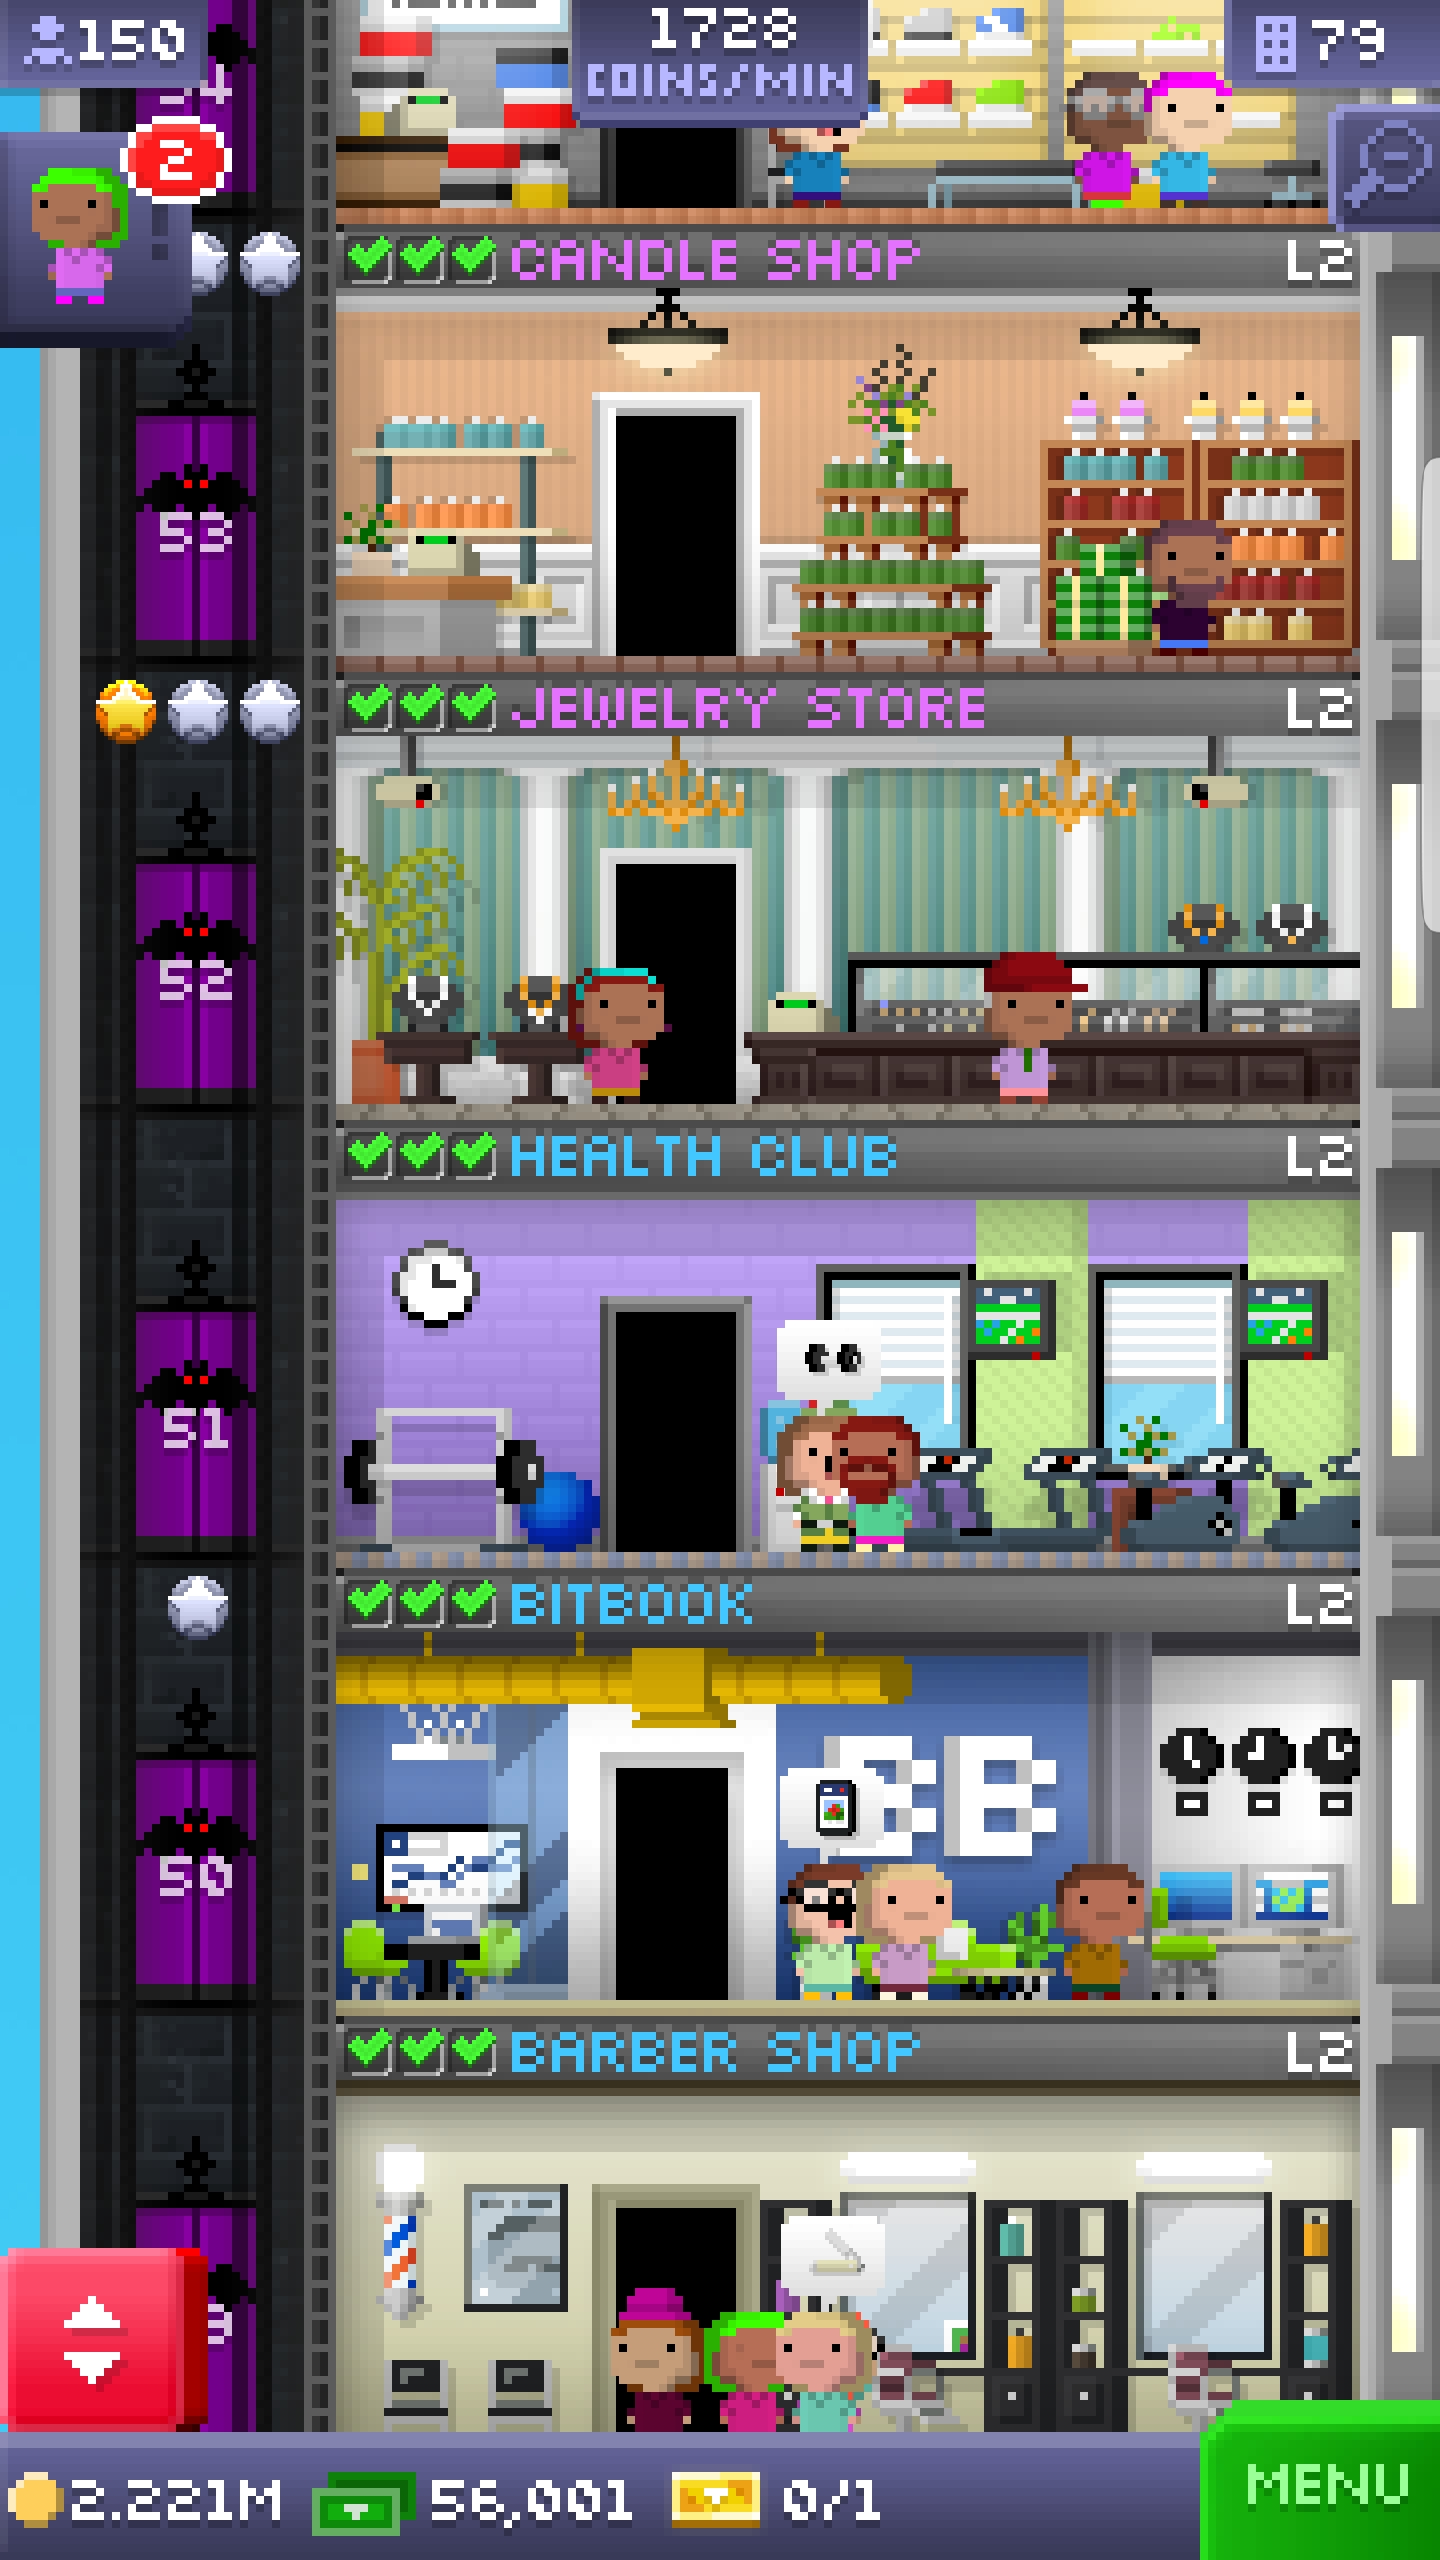 150
1728
COINS/MIN
79
2
CANDLE SHOP L2
53
JEWELRY STORE L2
52
HEALTH CLUB L2
51
BITBOOK L2
BB
50
BARBER SHOP L2
2.221M 56,001 0/1 MENU